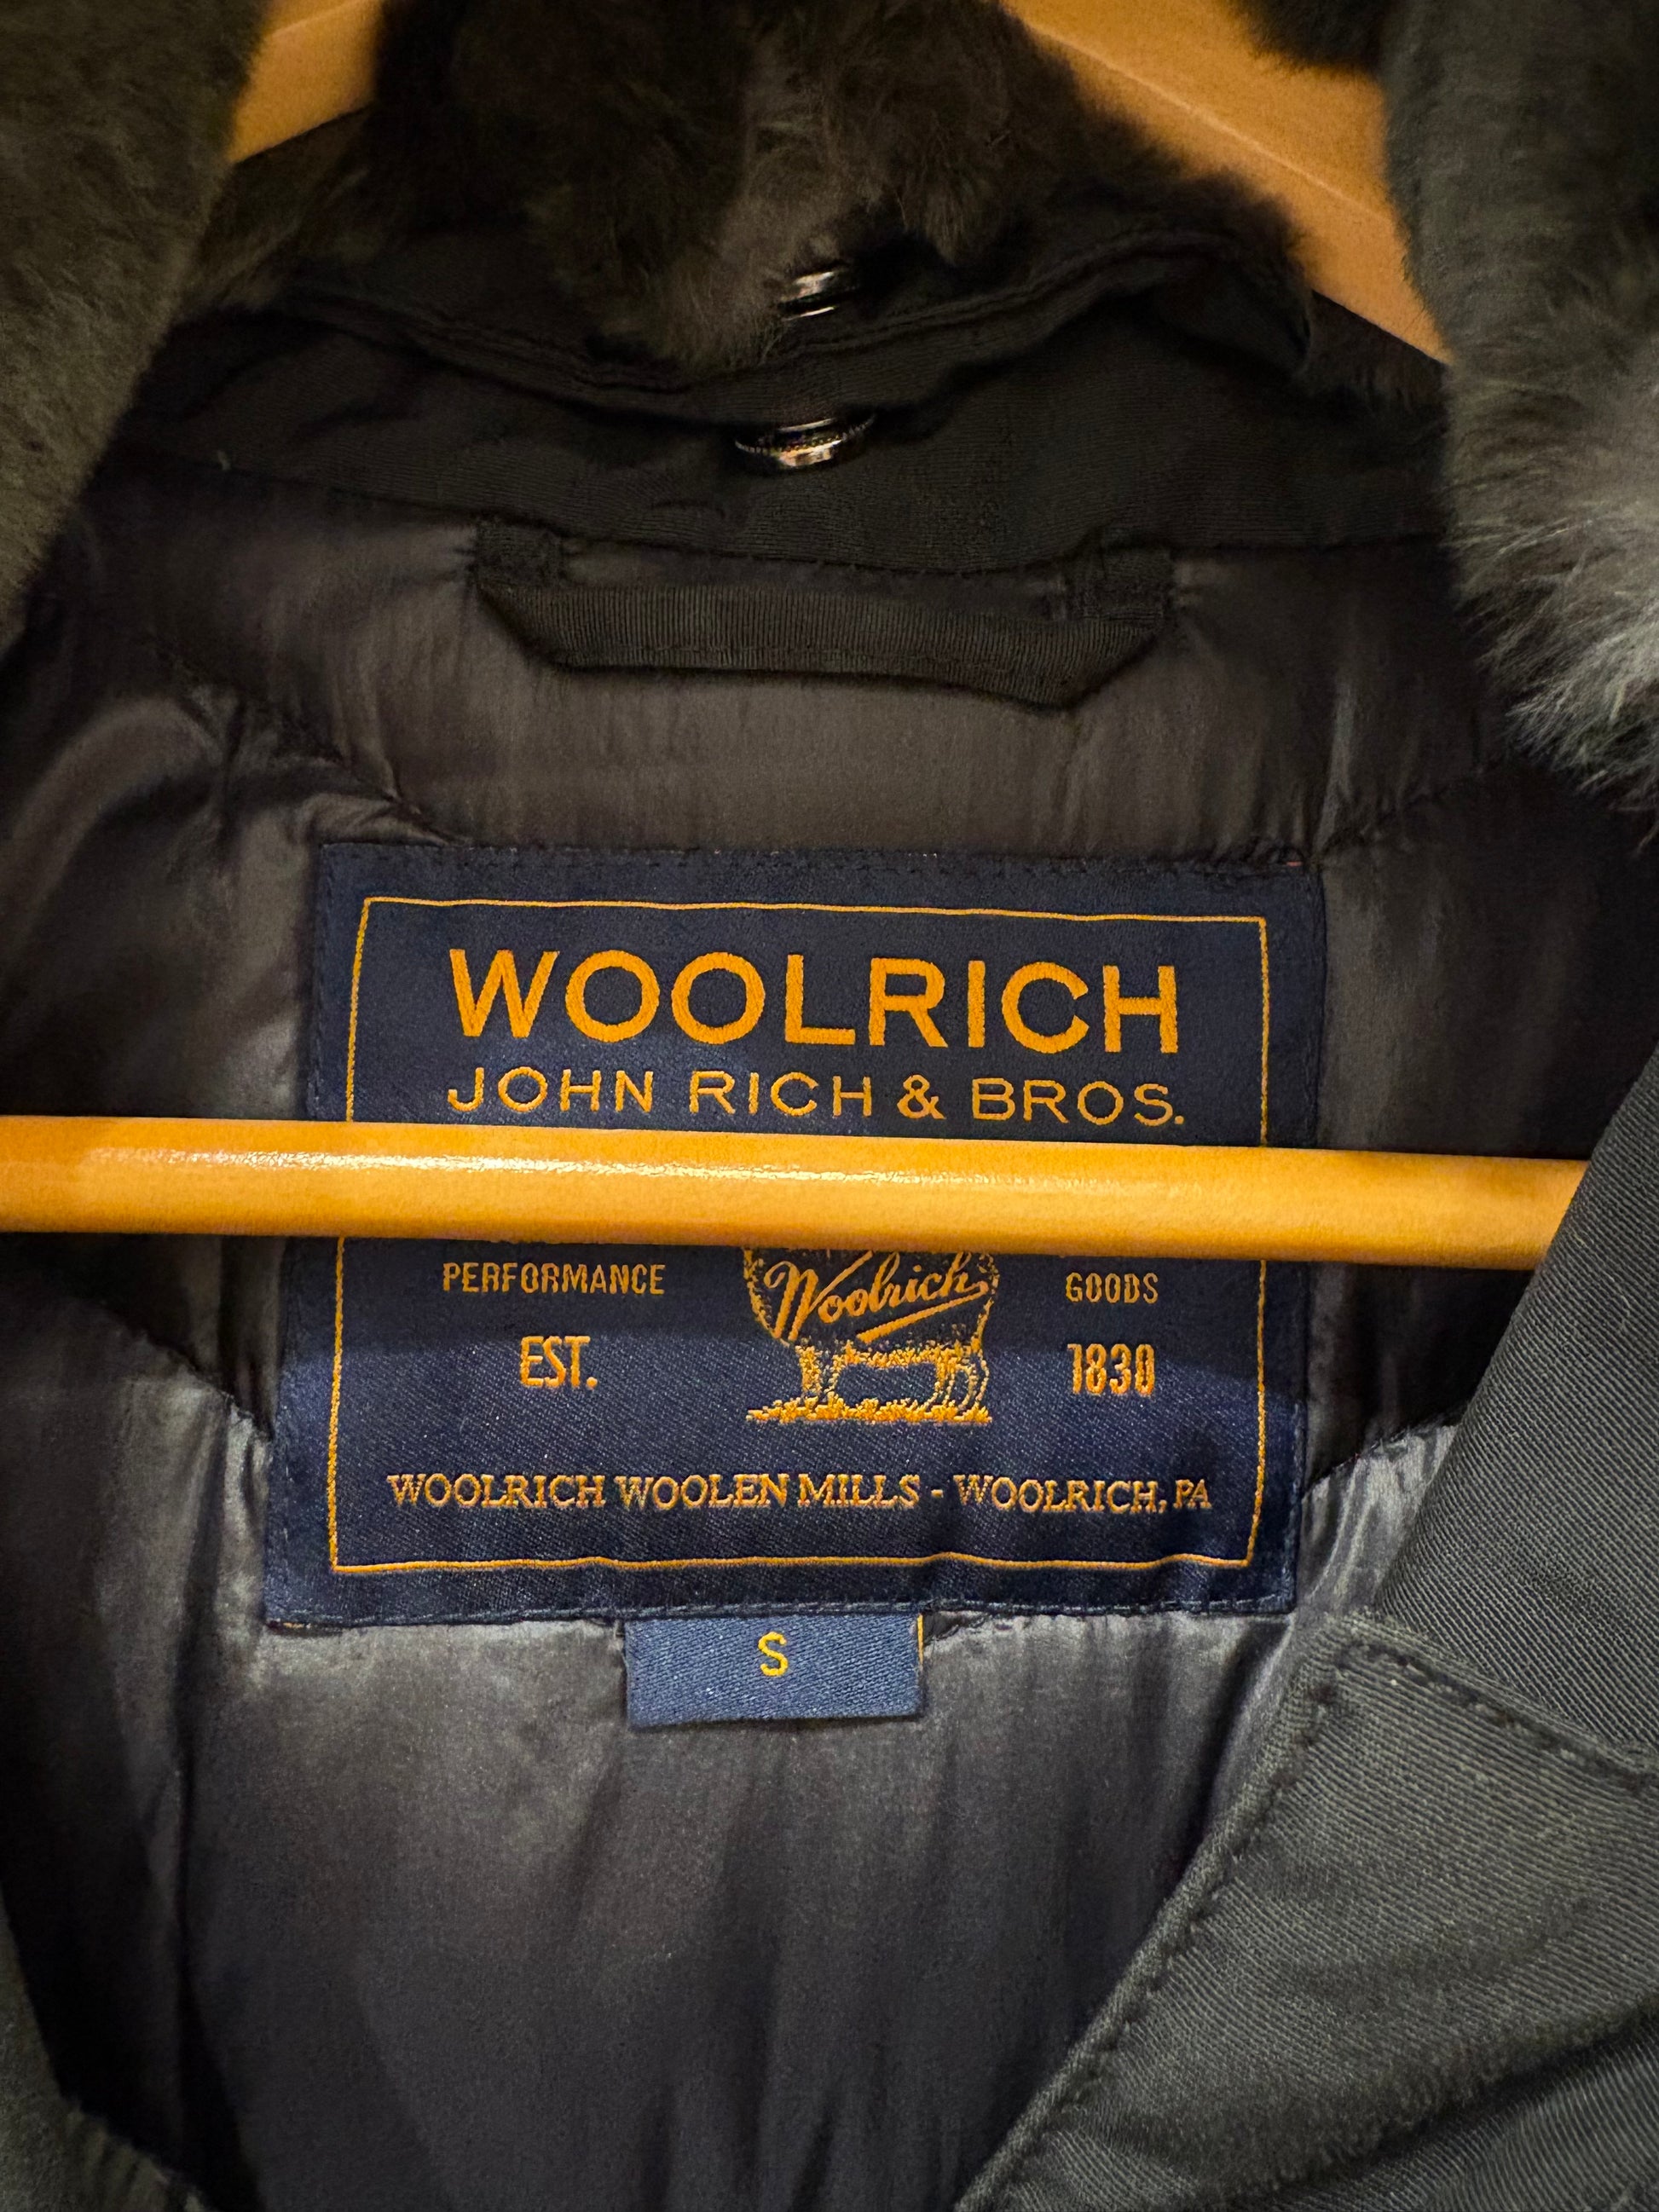 WOOLRICH
JOHN RICH & BROS.
PERFORMANCE Woolrich GOODS
EST. 1830
WOOLRICH WOOLEN MILLS - WOOLRICH, PA
S